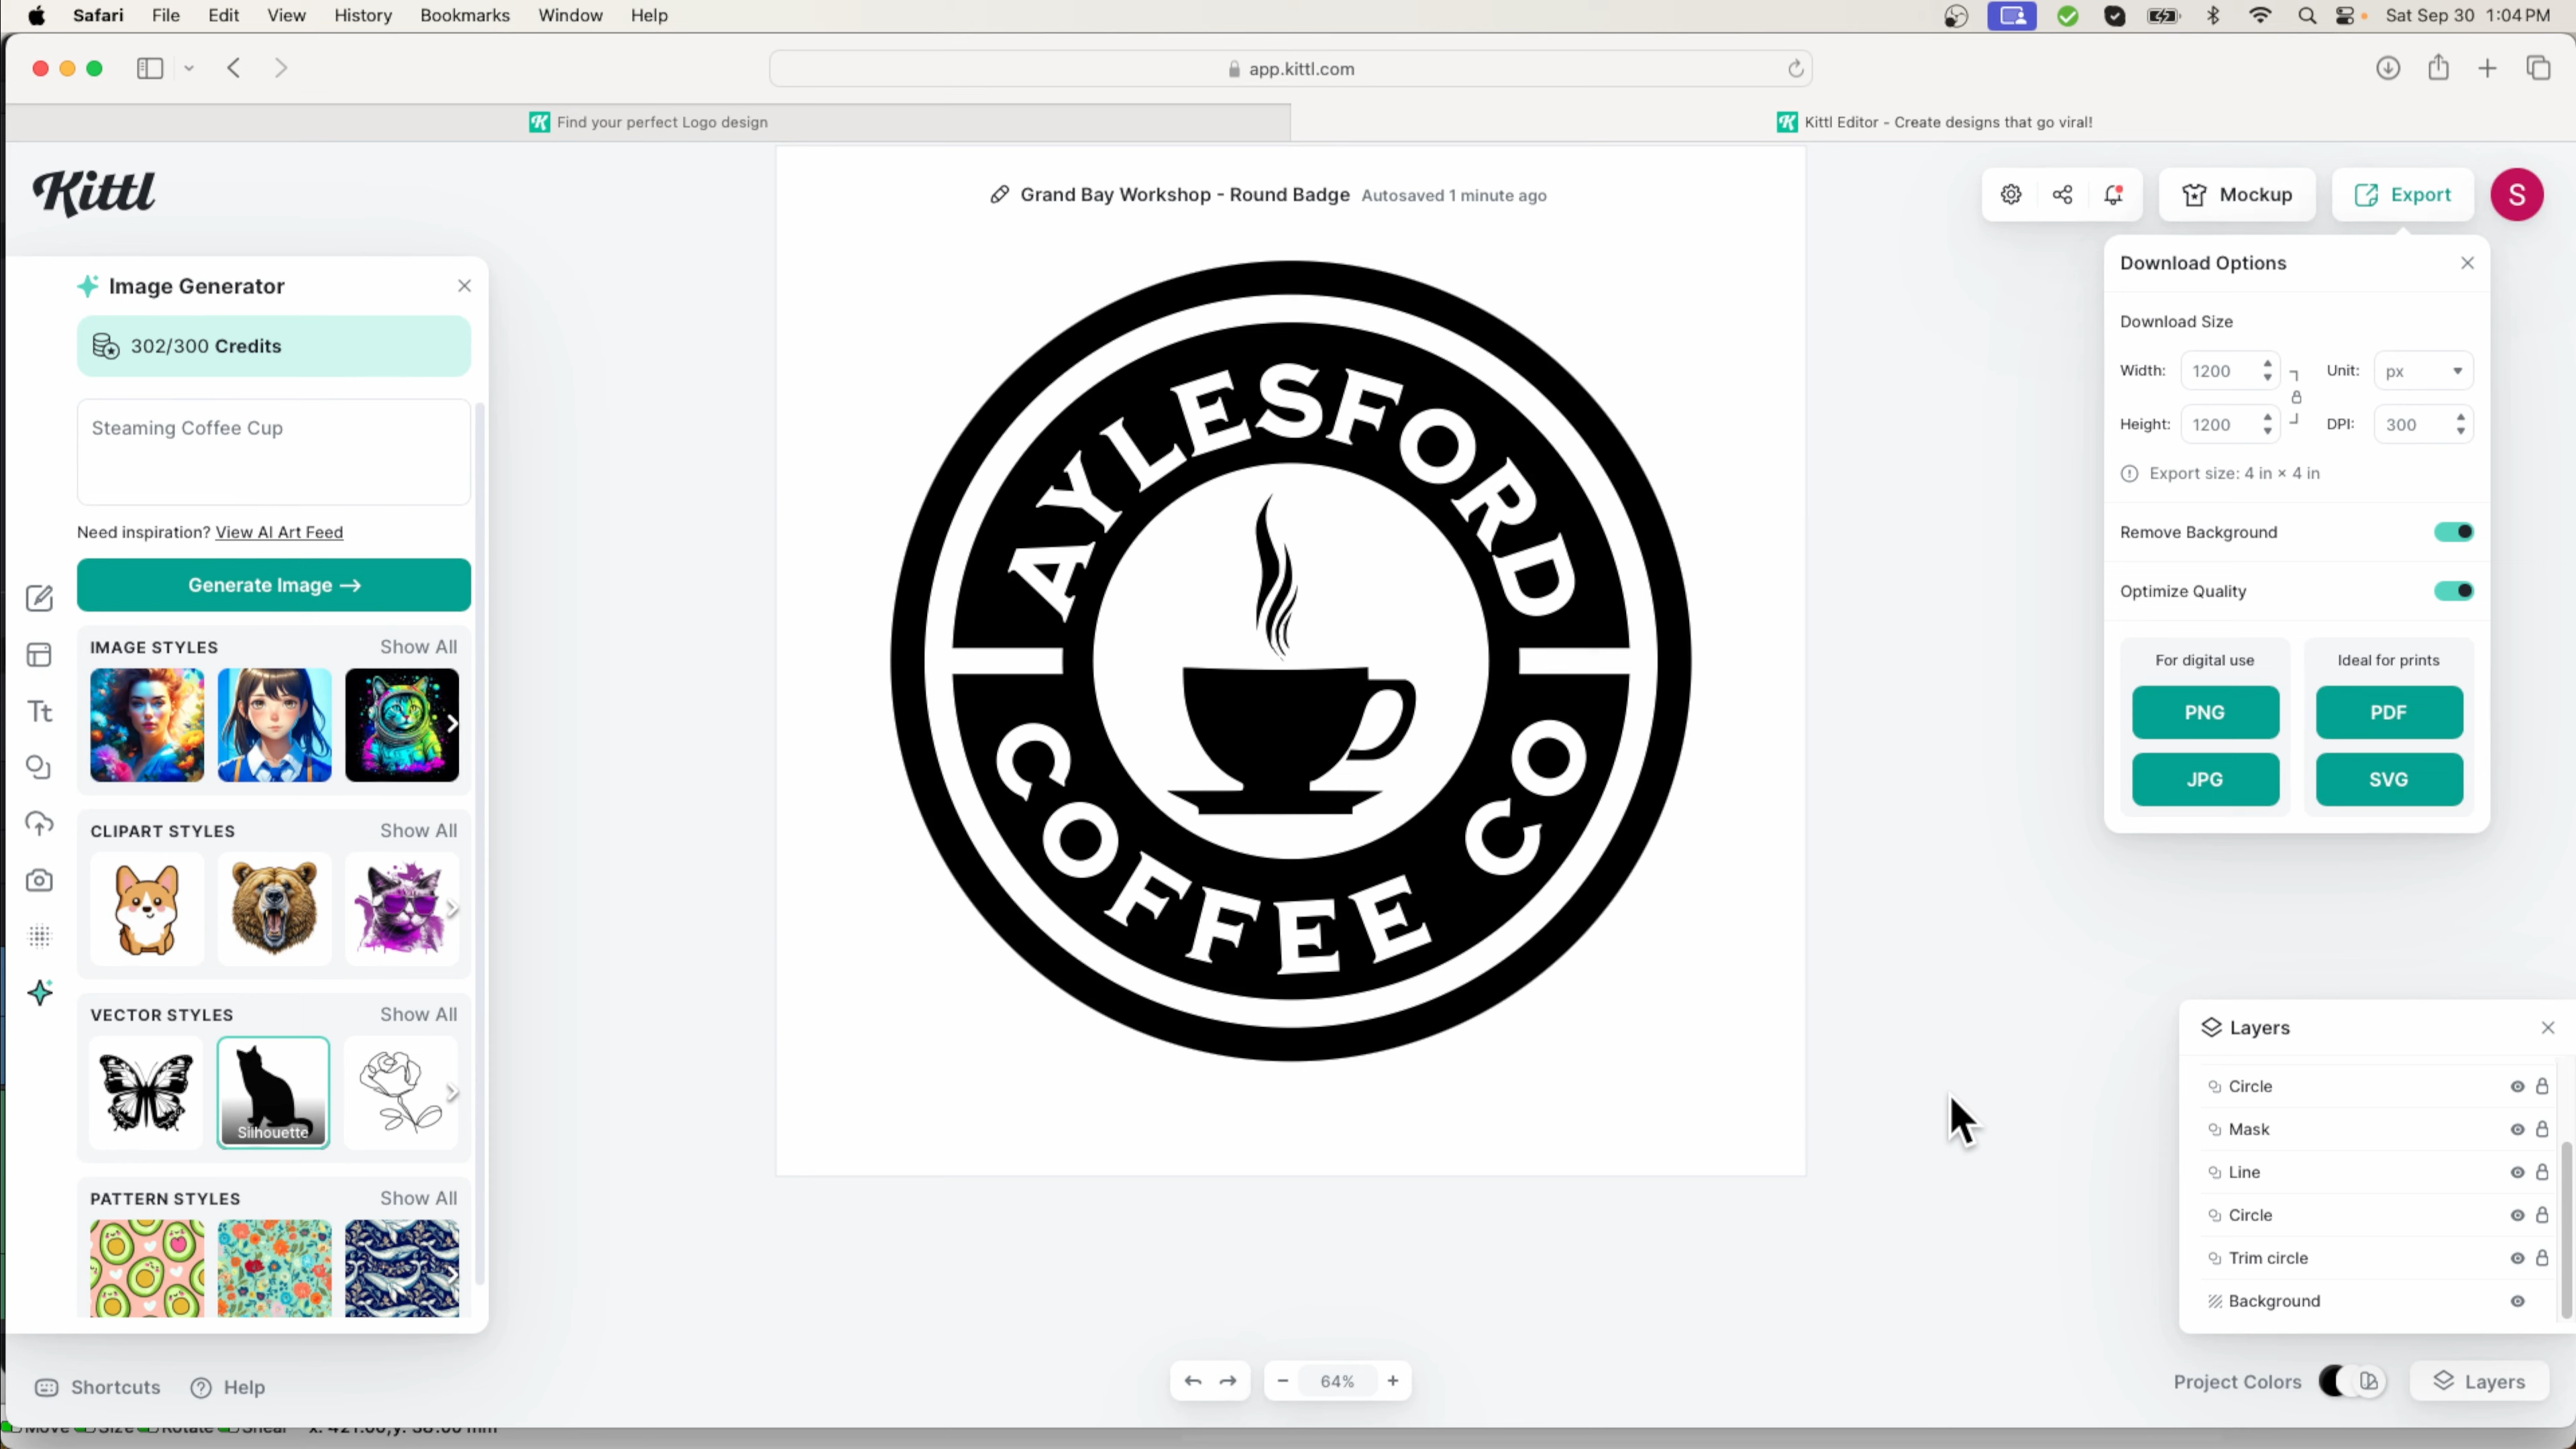 Safari File Edit View History Bookmarks Window Help
Sat Sep 30 1:04 PM
app.kittl.com
Find your perfect Logo design
Kittl Editor - Create designs that go viral!
Kittl
Grand Bay Workshop - Round Badge Autosaved 1 minute ago
Mockup
Export
S
Image Generator
302/300 Credits
Steaming Coffee Cup
Need inspiration? View AI Art Feed
Generate Image →
IMAGE STYLES Show All
CLIPART STYLES Show All
VECTOR STYLES Show All
Silhouette
PATTERN STYLES Show All
Tt
AYLESFORD
COFFEE CO
Download Options
Download Size
Width: 1200 Unit: px
Height: 1200 DPI: 300
Export size: 4 in × 4 in
Remove Background
Optimize Quality
For digital use
PNG
JPG
Ideal for prints
PDF
SVG
Layers
Circle
Mask
Line
Circle
Trim circle
Background
Shortcuts Help
64%
Project Colors
Layers